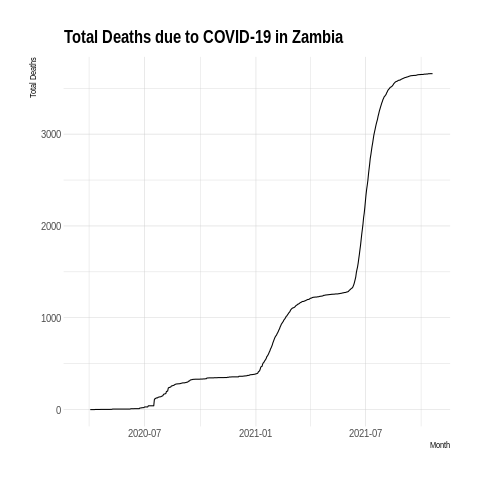 Total Deaths due to COVID-19 in Zambia
Total Deaths
3000
2000
1000
0
2020-07 2021-01 2021-07
Month